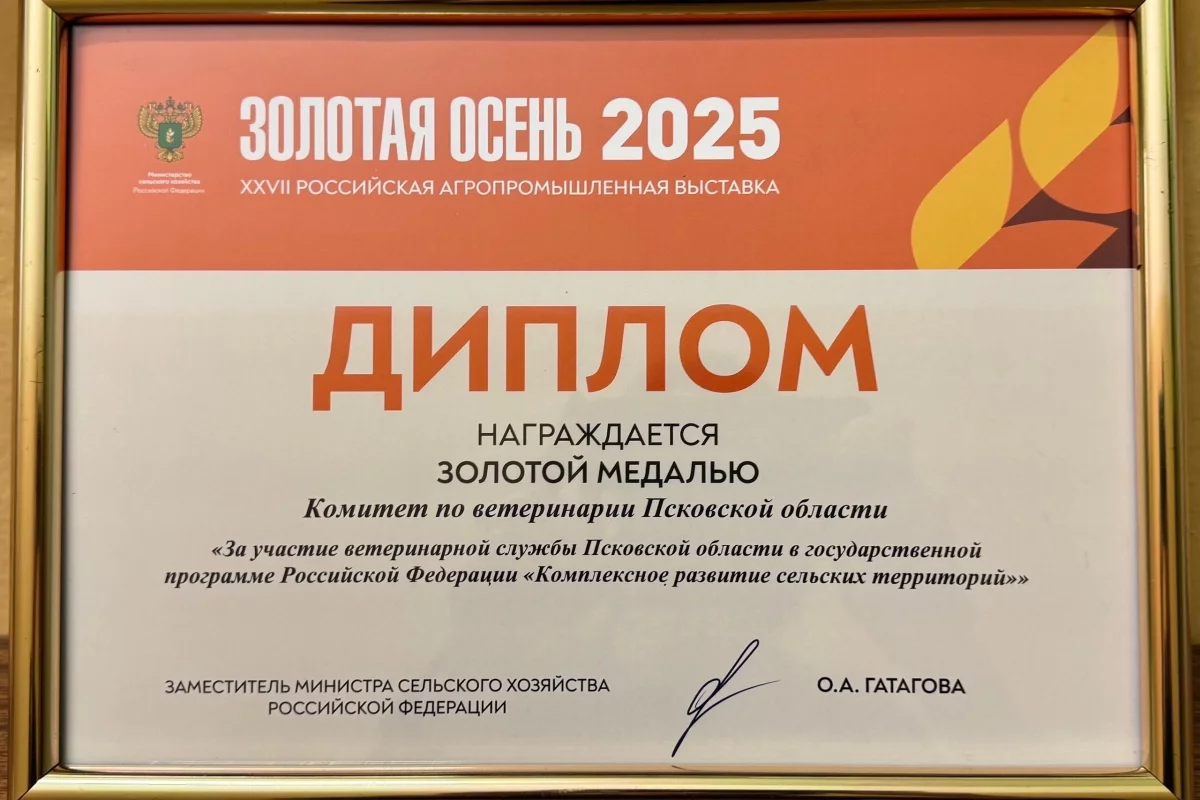 ЗОЛОТАЯ ОСЕНЬ 2025
Министерство
сельского хозяйства
Российской Федерации
XXVII РОССИЙСКАЯ АГРОПРОМЫШЛЕННАЯ ВЫСТАВКА
ДИПЛОМ
НАГРАЖДАЕТСЯ
ЗОЛОТОЙ МЕДАЛЬЮ
Комитет по ветеринарии Псковской области
«За участие ветеринарной службы Псковской области в государственной
программе Российской Федерации «Комплексное развитие сельских территорий»»
ЗАМЕСТИТЕЛЬ МИНИСТРА СЕЛЬСКОГО ХОЗЯЙСТВА
РОССИЙСКОЙ ФЕДЕРАЦИИ
О.А. ГАТАГОВА